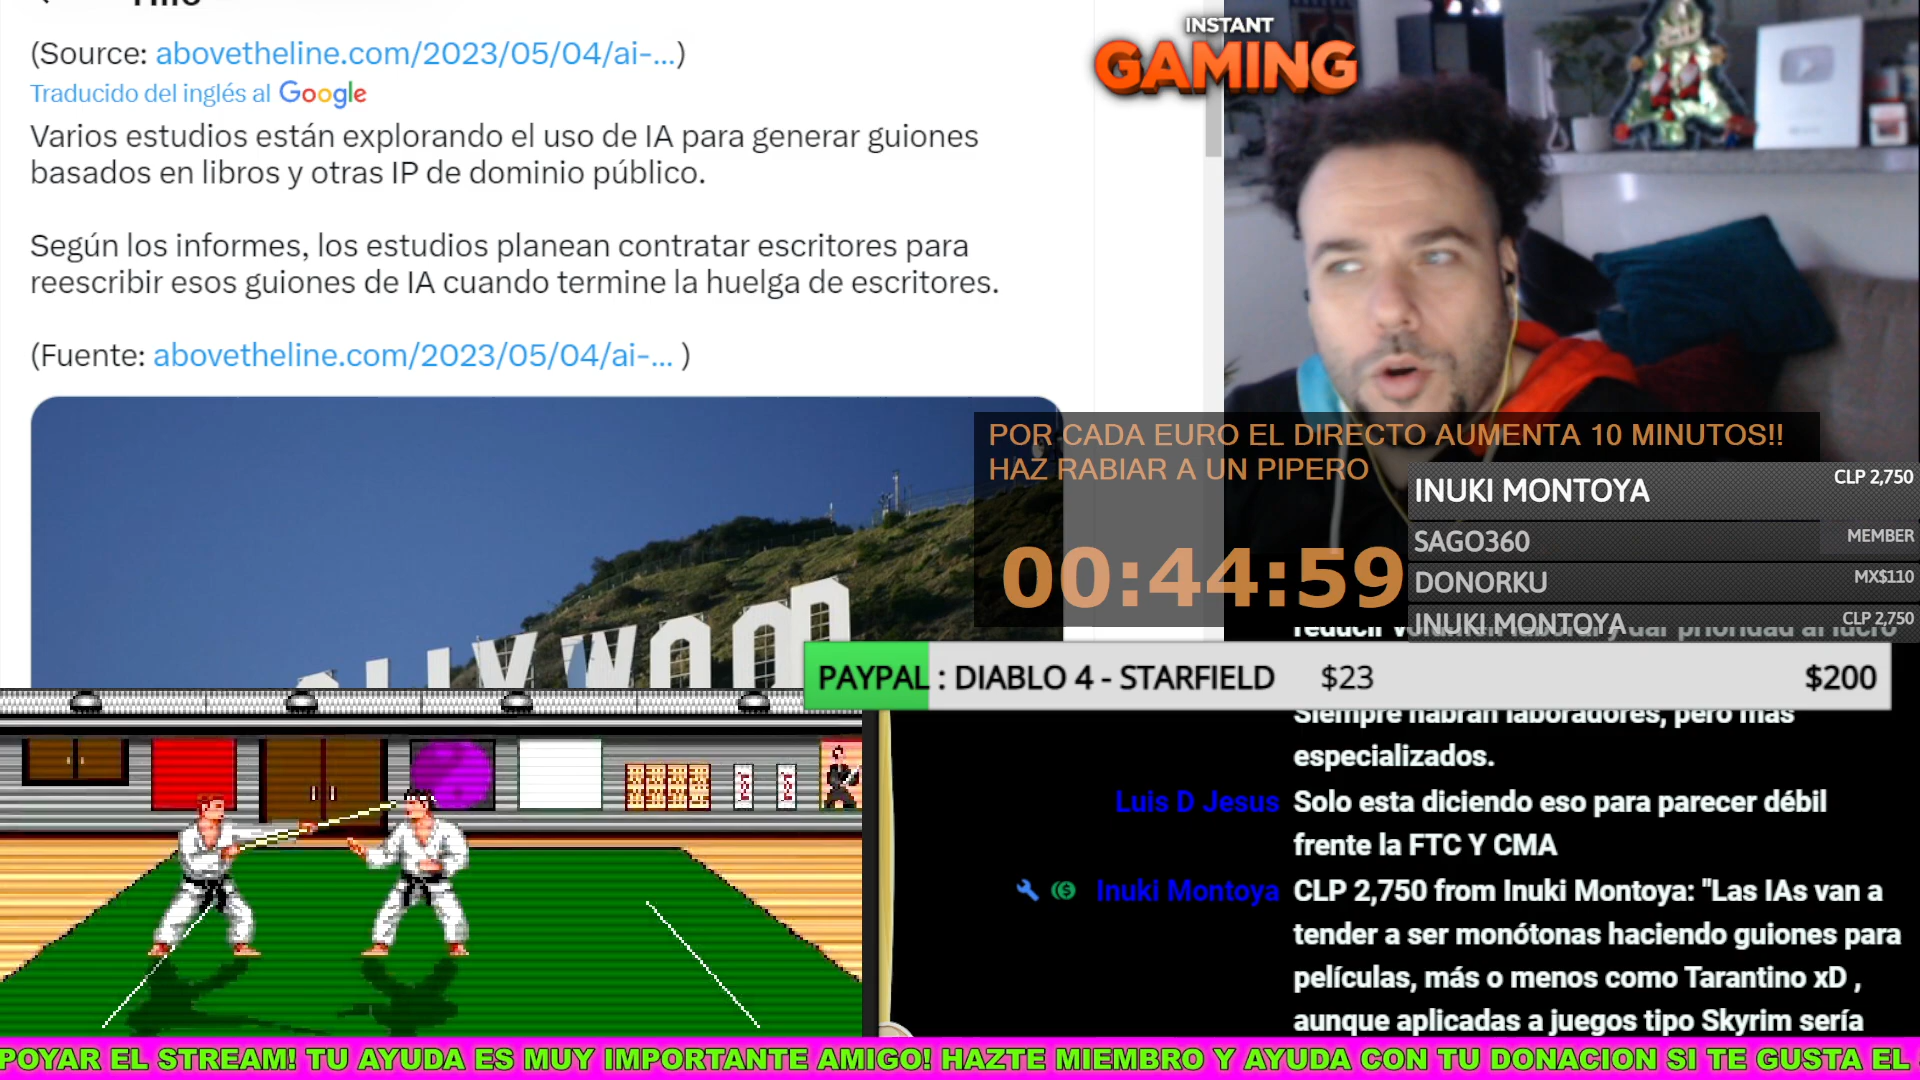 (Source: abovetheline.com/2023/05/04/ai-...)
Traducido del inglés al Google
Varios estudios están explorando el uso de IA para generar guiones
basados en libros y otras IP de dominio público.
Según los informes, los estudios planean contratar escritores para
reescribir esos guiones de IA cuando termine la huelga de escritores.
(Fuente: abovetheline.com/2023/05/04/ai-... )
INSTANT
GAMING
POR CADA EURO EL DIRECTO AUMENTA 10 MINUTOS!!
HAZ RABIAR A UN PIPERO
00:44:59
INUKI MONTOYA CLP 2,750
SAGO360 MEMBER
DONORKU MX$110
INUKI MONTOYA CLP 2,750
PAYPAL : DIABLO 4 - STARFIELD $23 $200
Siempre habran laboradores, pero mas
especializados.
Luis D Jesus Solo esta diciendo eso para parecer débil
frente la FTC Y CMA
Inuki Montoya CLP 2,750 from Inuki Montoya: "Las IAs van a
tender a ser monótonas haciendo guiones para
películas, más o menos como Tarantino xD ,
aunque aplicadas a juegos tipo Skyrim sería
POYAR EL STREAM! TU AYUDA ES MUY IMPORTANTE AMIGO! HAZTE MIEMBRO Y AYUDA CON TU DONACION SI TE GUSTA EL